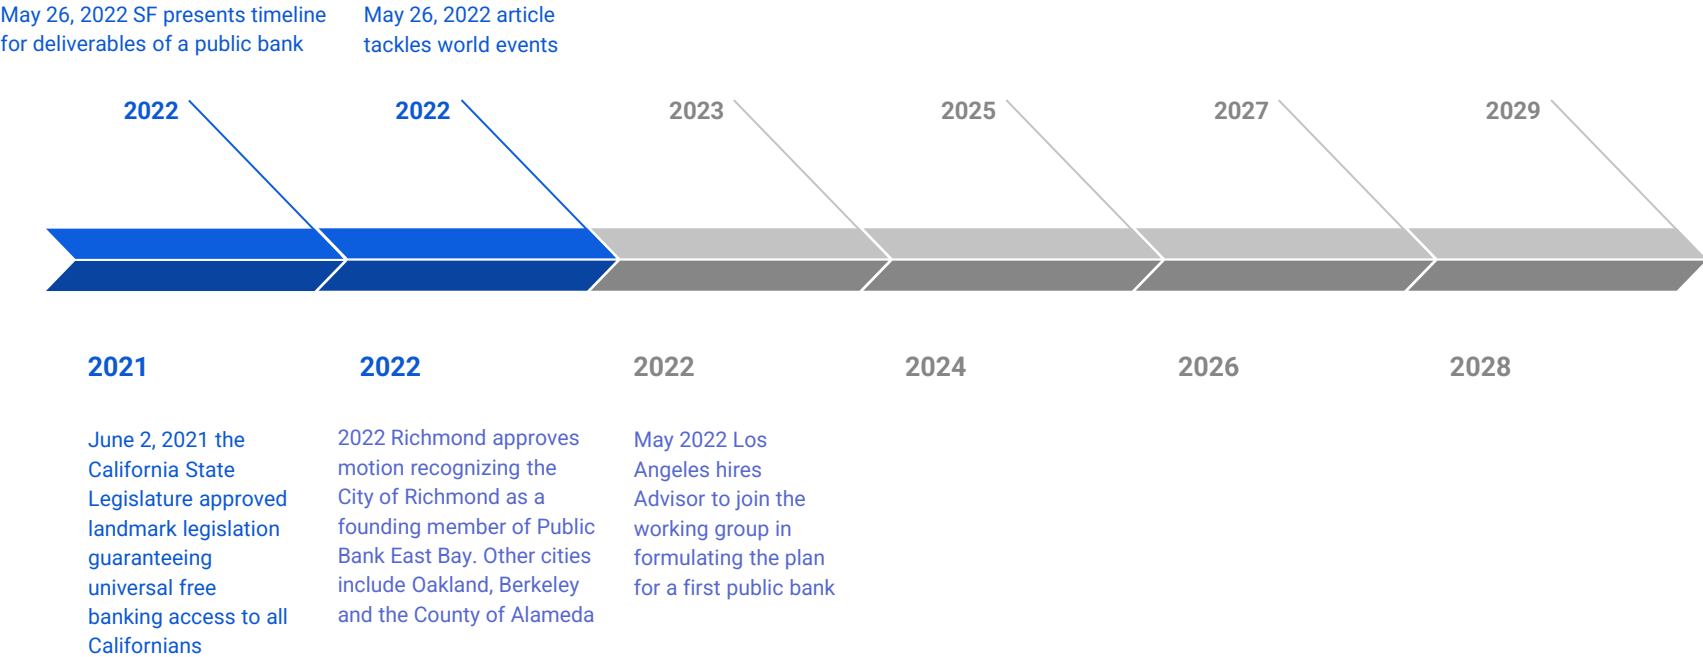 May 26, 2022 SF presents timeline
for deliverables of a public bank
May 26, 2022 article
tackles world events
2022
2022
2023
2025
2027
2029
2021
2022
2022
2024
2026
2028
June 2, 2021 the
California State
Legislature approved
landmark legislation
guaranteeing
universal free
banking access to all
Californians
2022 Richmond approves
motion recognizing the
City of Richmond as a
founding member of Public
Bank East Bay. Other cities
include Oakland, Berkeley
and the County of Alameda
May 2022 Los
Angeles hires
Advisor to join the
working group in
formulating the plan
for a first public bank